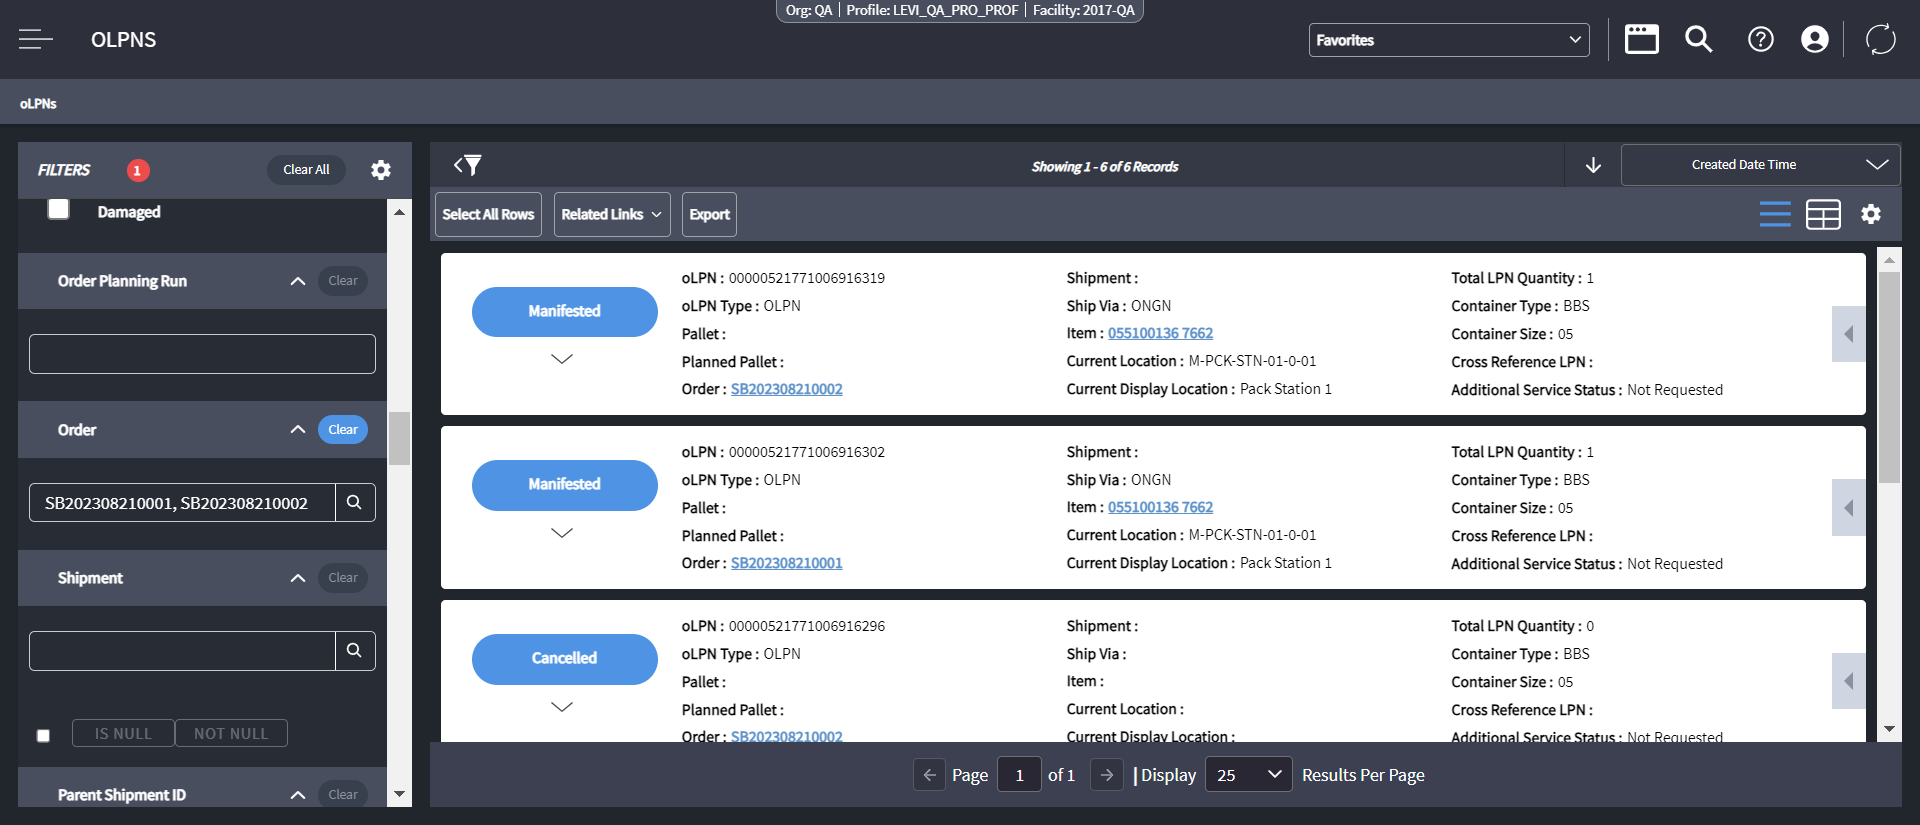 Org: QA | Profile: LEVI_QA_PRO_PROF | Facility: 2017-QA
OLPNS
Favorites
oLPNs
FILTERS 1 Clear All
Damaged
Order Planning Run Clear
Order Clear
SB202308210001, SB202308210002
Shipment Clear
IS NULL NOT NULL
Parent Shipment ID Clear
Showing 1 - 6 of 6 Records
Created Date Time
Select All Rows Related Links Export
Manifested
oLPN : 00000521771006916319
oLPN Type : OLPN
Pallet :
Planned Pallet :
Order : SB202308210002
Shipment :
Ship Via : ONGN
Item : 055100136 7662
Current Location : M-PCK-STN-01-0-01
Current Display Location : Pack Station 1
Total LPN Quantity : 1
Container Type : BBS
Container Size : 05
Cross Reference LPN :
Additional Service Status : Not Requested
Manifested
oLPN : 00000521771006916302
oLPN Type : OLPN
Pallet :
Planned Pallet :
Order : SB202308210001
Shipment :
Ship Via : ONGN
Item : 055100136 7662
Current Location : M-PCK-STN-01-0-01
Current Display Location : Pack Station 1
Total LPN Quantity : 1
Container Type : BBS
Container Size : 05
Cross Reference LPN :
Additional Service Status : Not Requested
Cancelled
oLPN : 00000521771006916296
oLPN Type : OLPN
Pallet :
Planned Pallet :
Order : SB202308210002
Shipment :
Ship Via :
Item :
Current Location :
Current Display Location :
Total LPN Quantity : 0
Container Type : BBS
Container Size : 05
Cross Reference LPN :
Additional Service Status : Not Requested
Page 1 of 1 | Display 25 Results Per Page